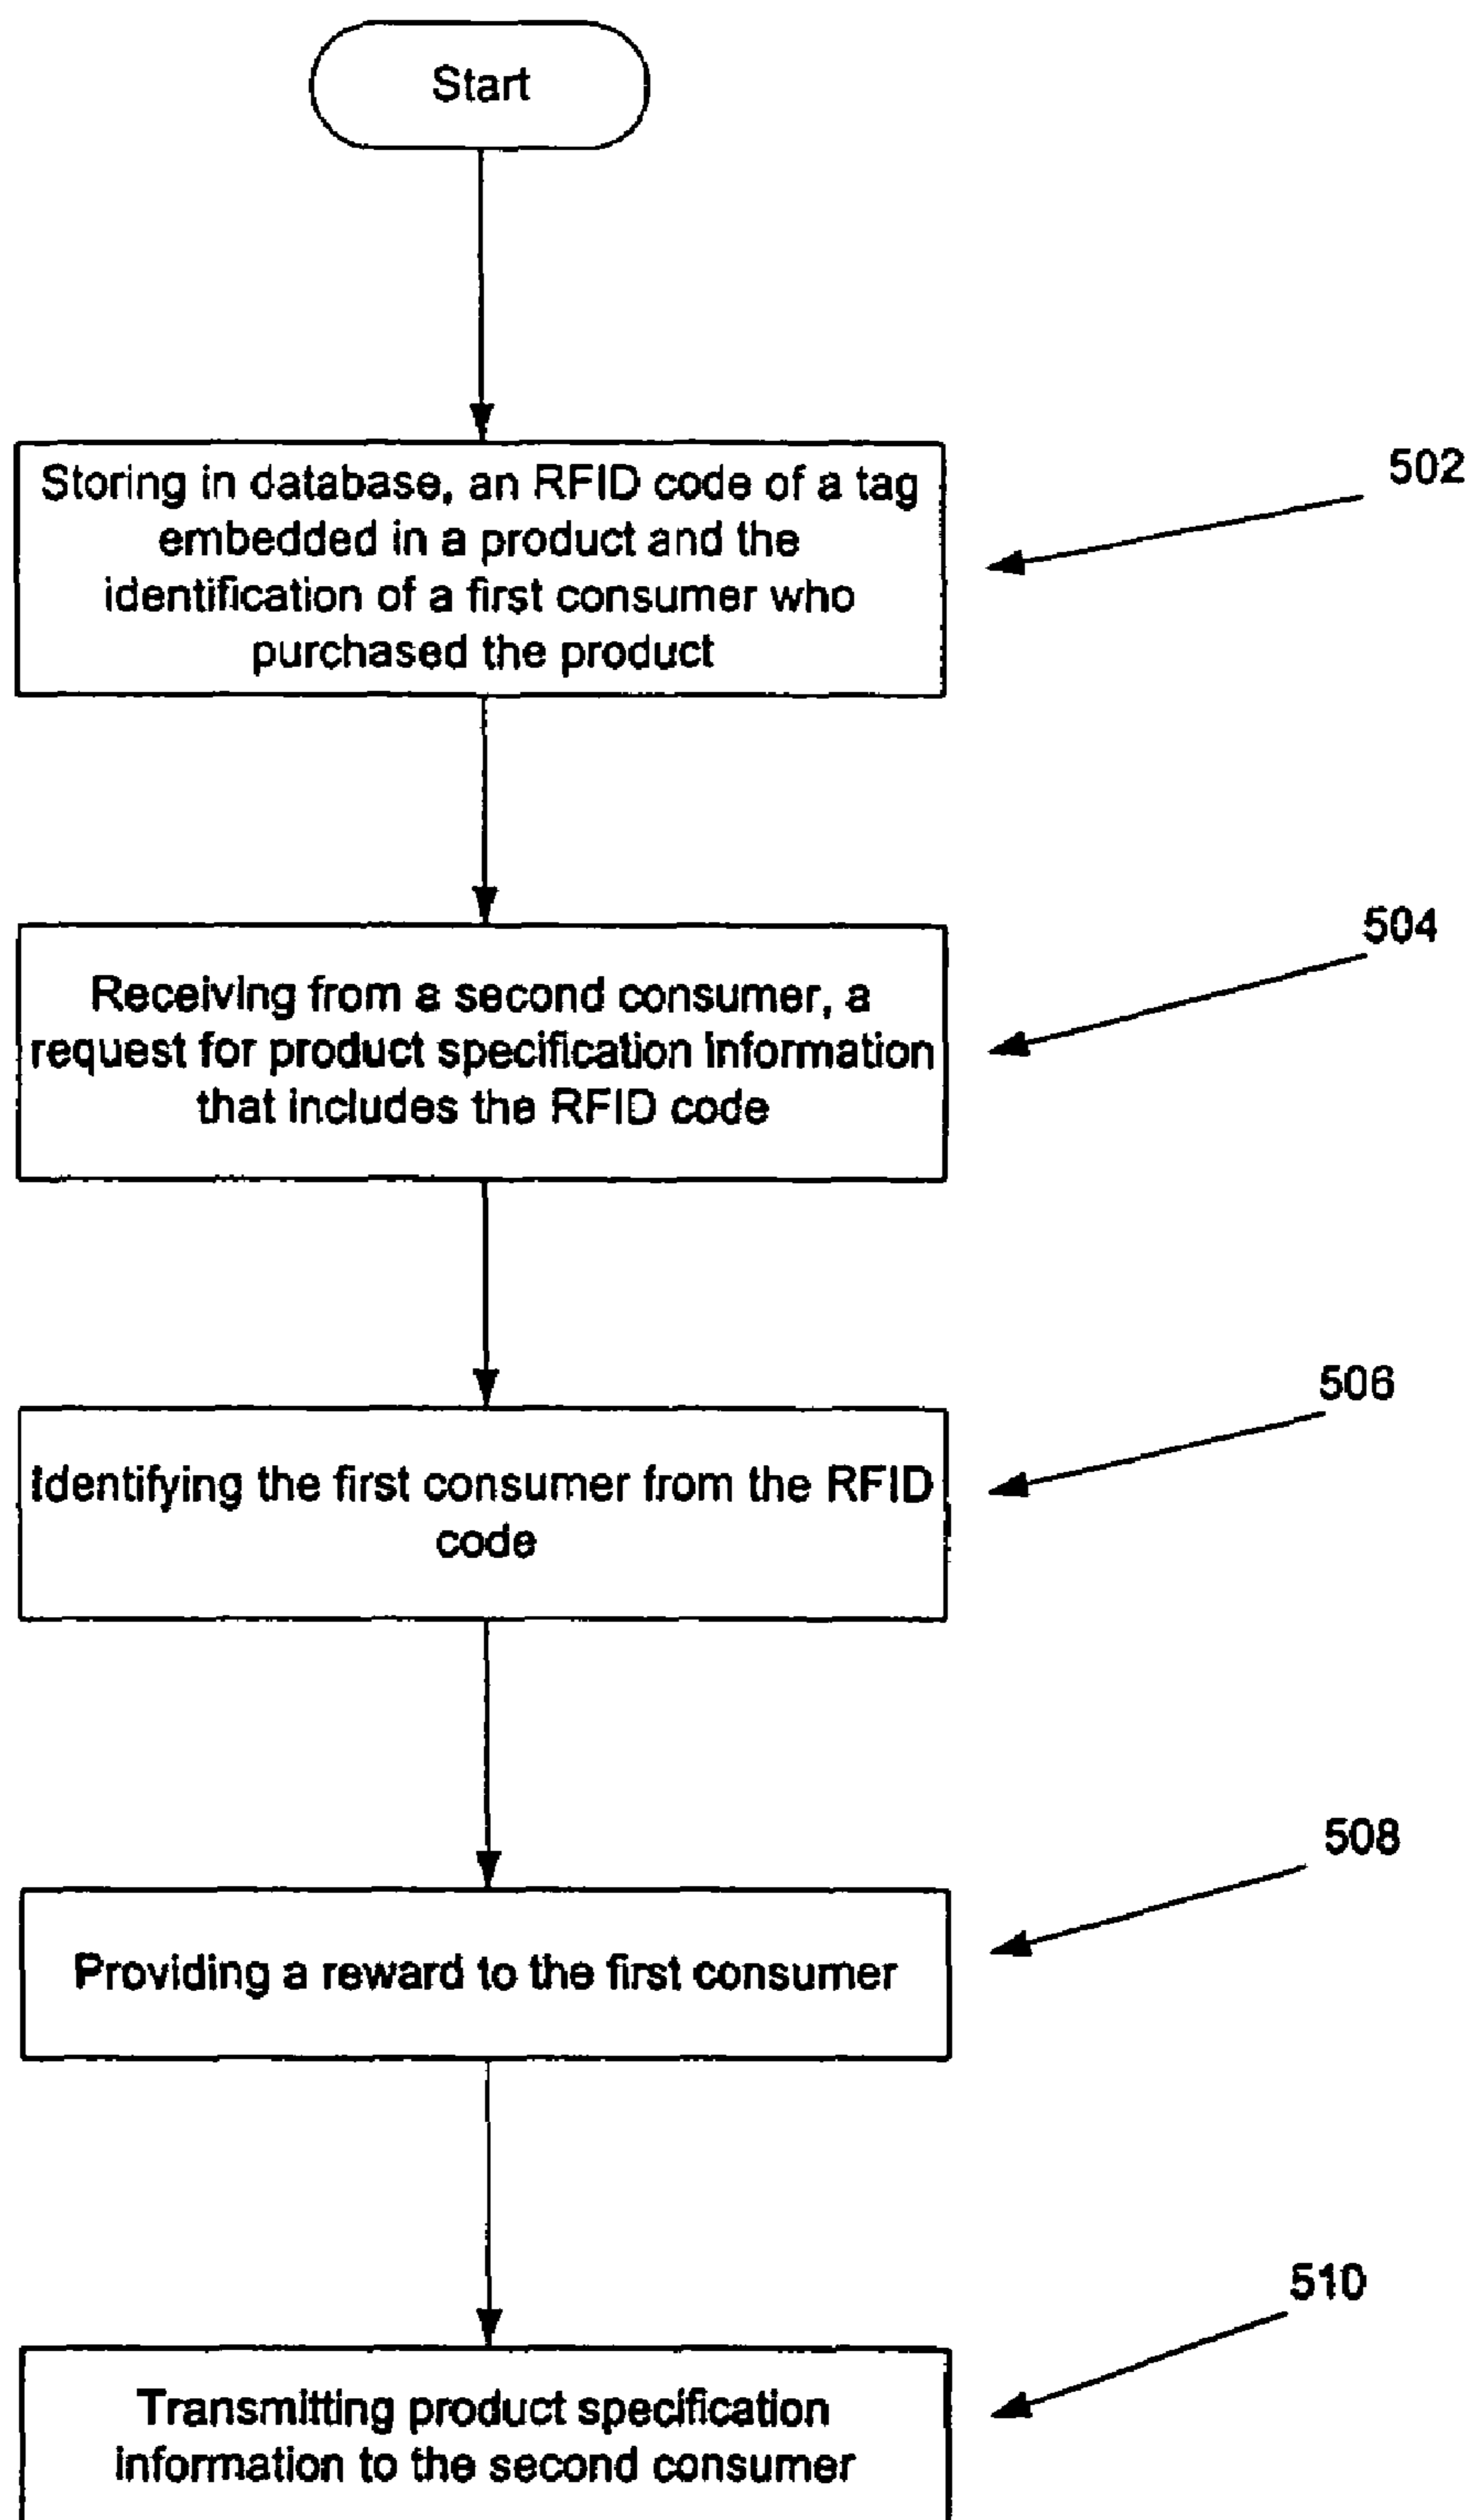 Start
Storing in database, an RFID code of a tag
embedded in a product and the
identification of a first consumer who
purchased the product
502
Receiving from a second consumer, a
request for product specification information
that includes the RFID code
504
Identifying the first consumer from the RFID
code
506
Providing a reward to the first consumer
508
Transmitting product specification
information to the second consumer
510